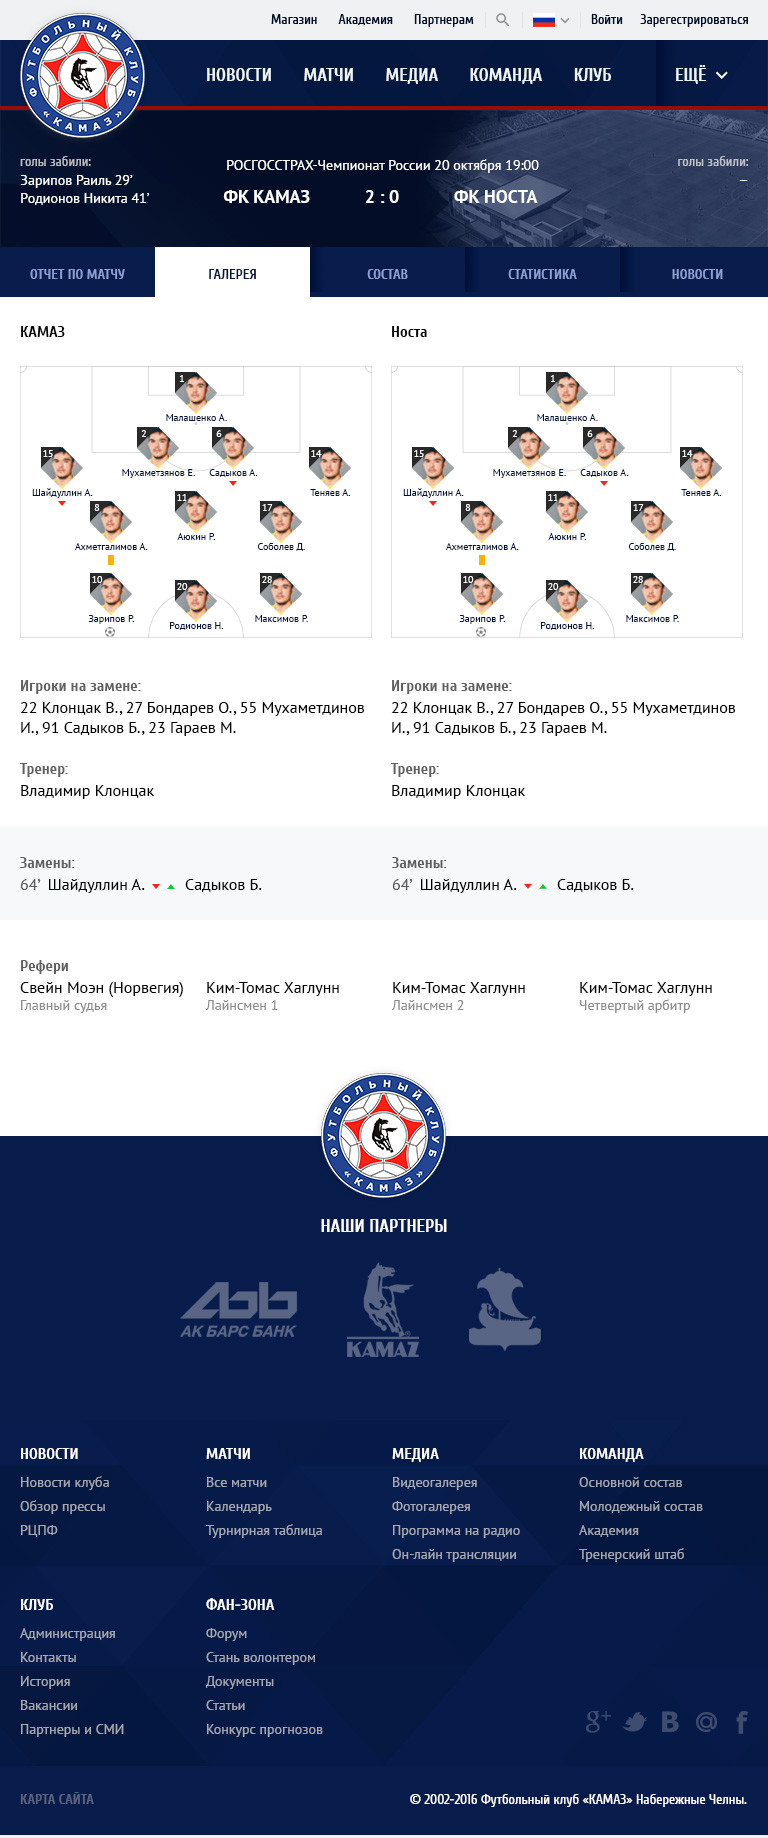 Магазин Академия Партнерам Войти Зарегестрироваться
ФУТБОЛЬНЫЙ КЛУБ «КАМАЗ»
НОВОСТИ МАТЧИ МЕДИА КОМАНДА КЛУБ ЕЩЁ
голы забили:
Зарипов Раиль 29’
Родионов Никита 41’
РОСГОССТРАХ-Чемпионат России 20 октября 19:00
ФК КАМАЗ 2 : 0 ФК НОСТА
голы забили:
–
ОТЧЕТ ПО МАТЧУ ГАЛЕРЕЯ СОСТАВ СТАТИСТИКА НОВОСТИ
КАМАЗ
1
Малашенко А.
2 6
Мухаметзянов Е. Садыков А.
15 14
Шайдуллин А. Теняев А.
8 11 17
Аюкин Р.
Ахметгалимов А. Соболев Д.
10 20 28
Зарипов Р. Родионов Н. Максимов Р.
Игроки на замене:
22 Клонцак В., 27 Бондарев О., 55 Мухаметдинов
И., 91 Садыков Б., 23 Гараев М.
Тренер:
Владимир Клонцак
Носта
1
Малашенко А.
2 6
Мухаметзянов Е. Садыков А.
15 14
Шайдуллин А. Теняев А.
8 11 17
Аюкин Р.
Ахметгалимов А. Соболев Д.
10 20 28
Зарипов Р. Родионов Н. Максимов Р.
Игроки на замене:
22 Клонцак В., 27 Бондарев О., 55 Мухаметдинов
И., 91 Садыков Б., 23 Гараев М.
Тренер:
Владимир Клонцак
Замены:
64’ Шайдуллин А. Садыков Б.
Замены:
64’ Шайдуллин А. Садыков Б.
Рефери
Свейн Моэн (Норвегия)
Главный судья
Ким-Томас Хаглунн
Лайнсмен 1
Ким-Томас Хаглунн
Лайнсмен 2
Ким-Томас Хаглунн
Четвертый арбитр
ФУТБОЛЬНЫЙ КЛУБ «КАМАЗ»
НАШИ ПАРТНЕРЫ
АК БАРС БАНК
KAMAZ
НОВОСТИ
Новости клуба
Обзор прессы
РЦПФ
МАТЧИ
Все матчи
Календарь
Турнирная таблица
МЕДИА
Видеогалерея
Фотогалерея
Программа на радио
Он-лайн трансляции
КОМАНДА
Основной состав
Молодежный состав
Академия
Тренерский штаб
КЛУБ
Администрация
Контакты
История
Вакансии
Партнеры и СМИ
ФАН-ЗОНА
Форум
Стань волонтером
Документы
Статьи
Конкурс прогнозов
КАРТА САЙТА
© 2002-2016 Футбольный клуб «КАМАЗ» Набережные Челны.